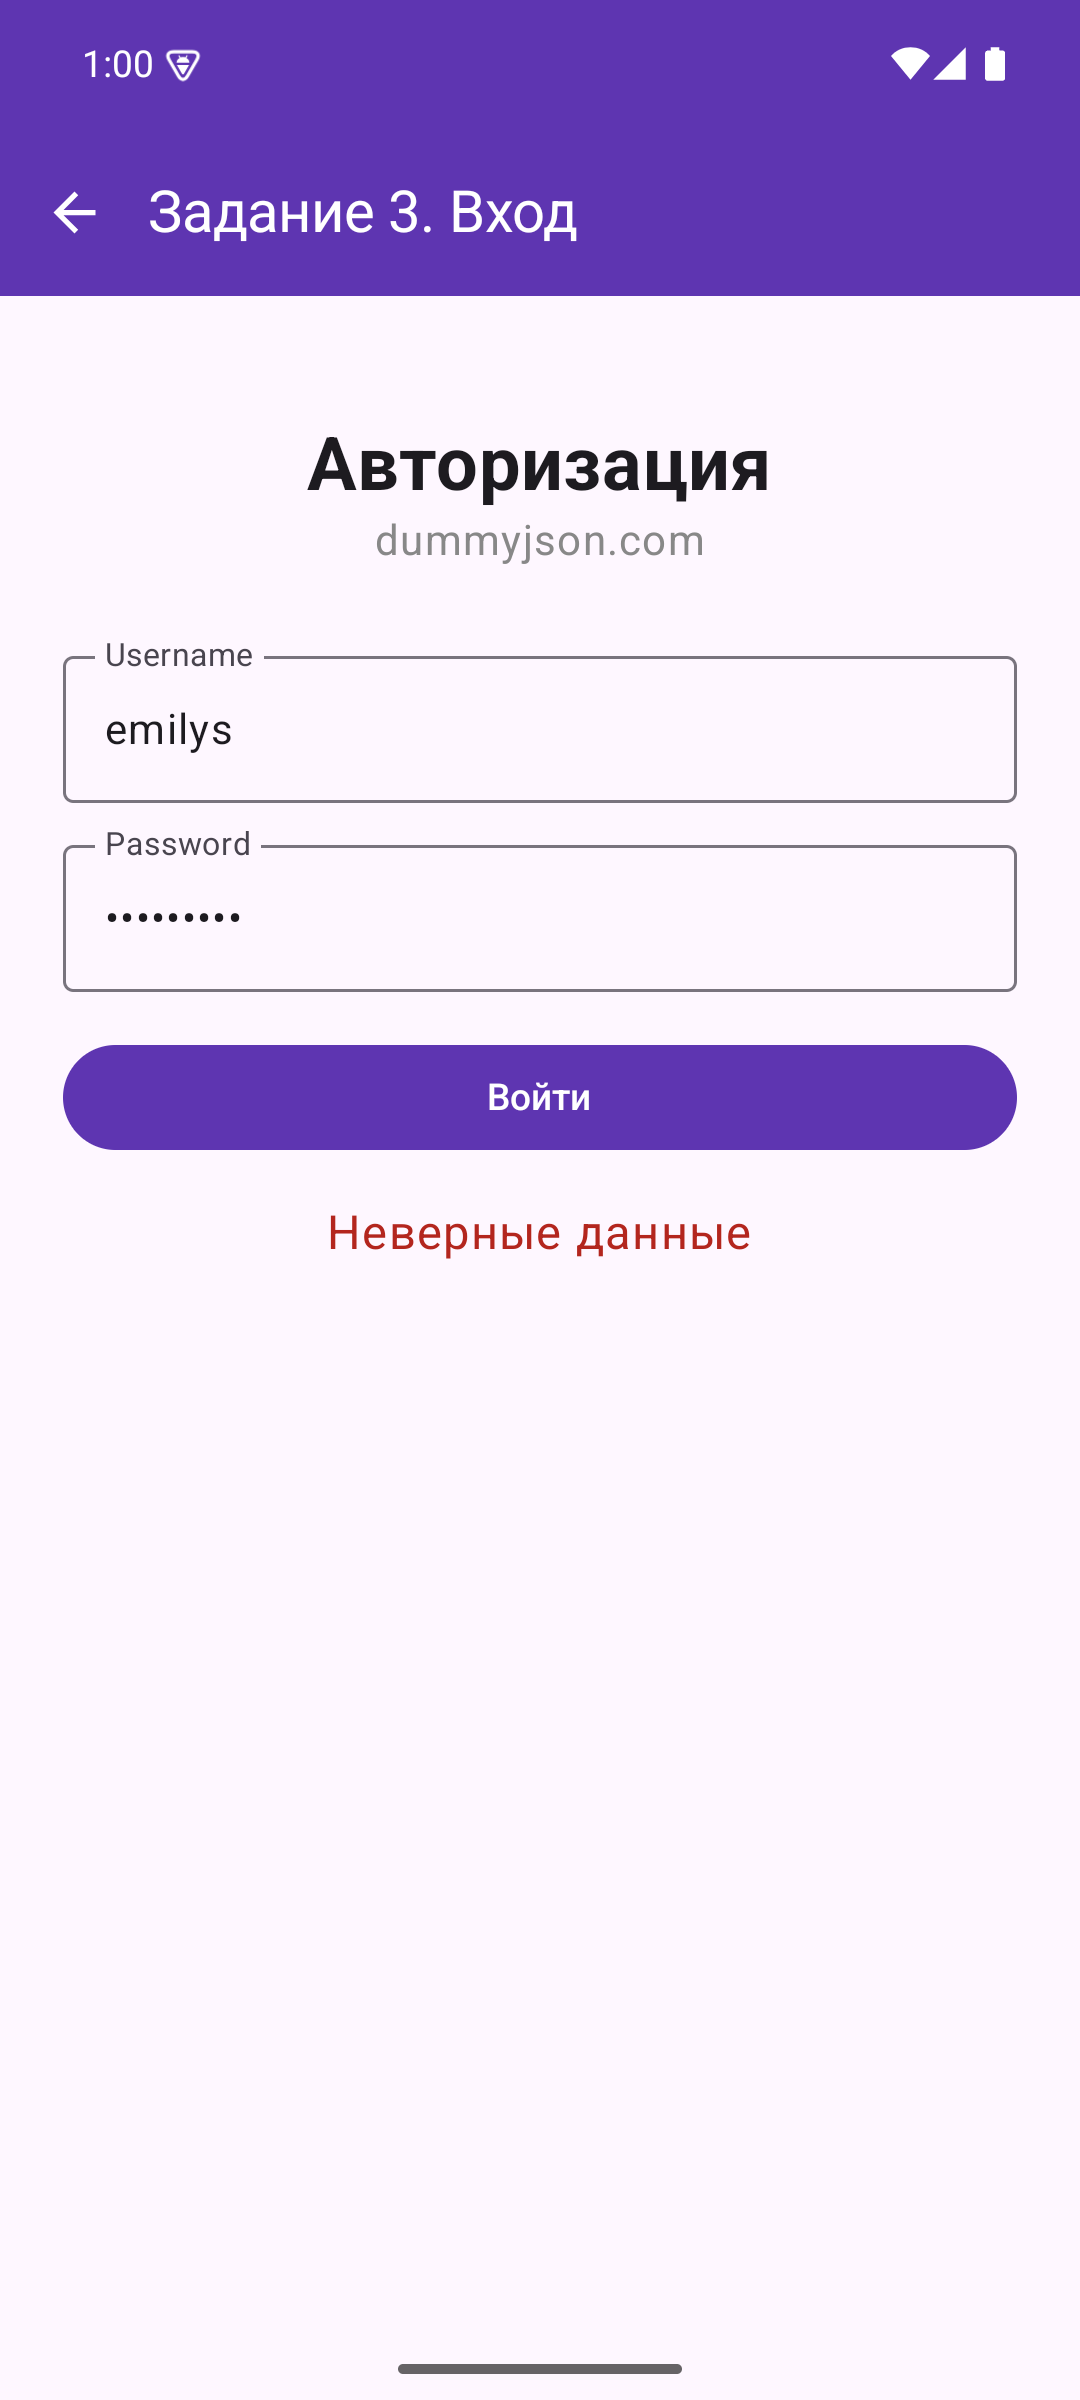 1:00
Задание 3. Вход
Авторизация
dummyjson.com
Username
emilys
Password
•••••••••
Войти
Неверные данные